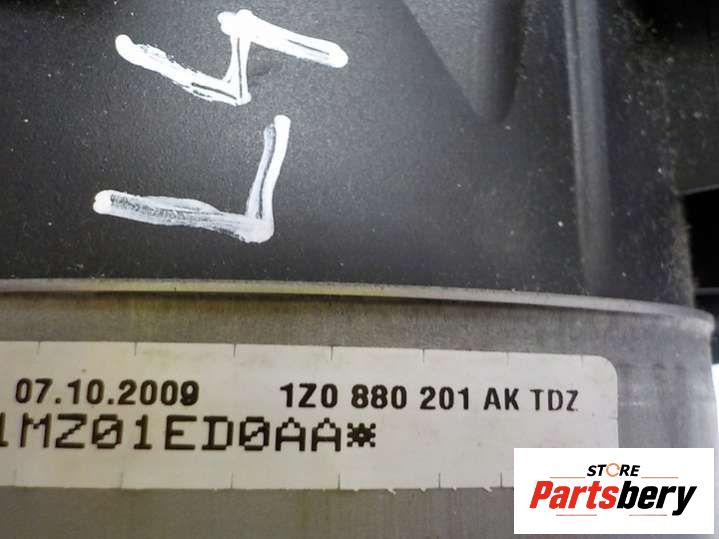 07.10.2009 1Z0 880 201 AK TDZ
1MZ01ED0AA*
STORE
Partsbery